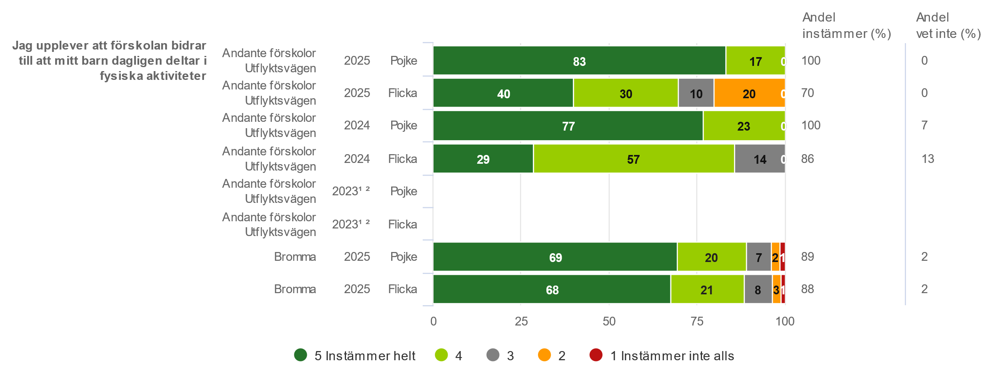 Andel
instämmer (%)
Andel
vet inte (%)
Jag upplever att förskolan bidrar
till att mitt barn dagligen deltar i
fysiska aktiviteter
Andante förskolor
Utflyktsvägen
2025
Pojke
83
17
0
100
0
Andante förskolor
Utflyktsvägen
2025
Flicka
40
30
10
20
0
70
0
Andante förskolor
Utflyktsvägen
2024
Pojke
77
23
0
100
7
Andante förskolor
Utflyktsvägen
2024
Flicka
29
57
14
0
86
13
Andante förskolor
Utflyktsvägen
2023¹ ²
Pojke
Andante förskolor
Utflyktsvägen
2023¹ ²
Flicka
Bromma
2025
Pojke
69
20
7
2
1
89
2
Bromma
2025
Flicka
68
21
8
3
1
88
2
0
25
50
75
100
5 Instämmer helt
4
3
2
1 Instämmer inte alls